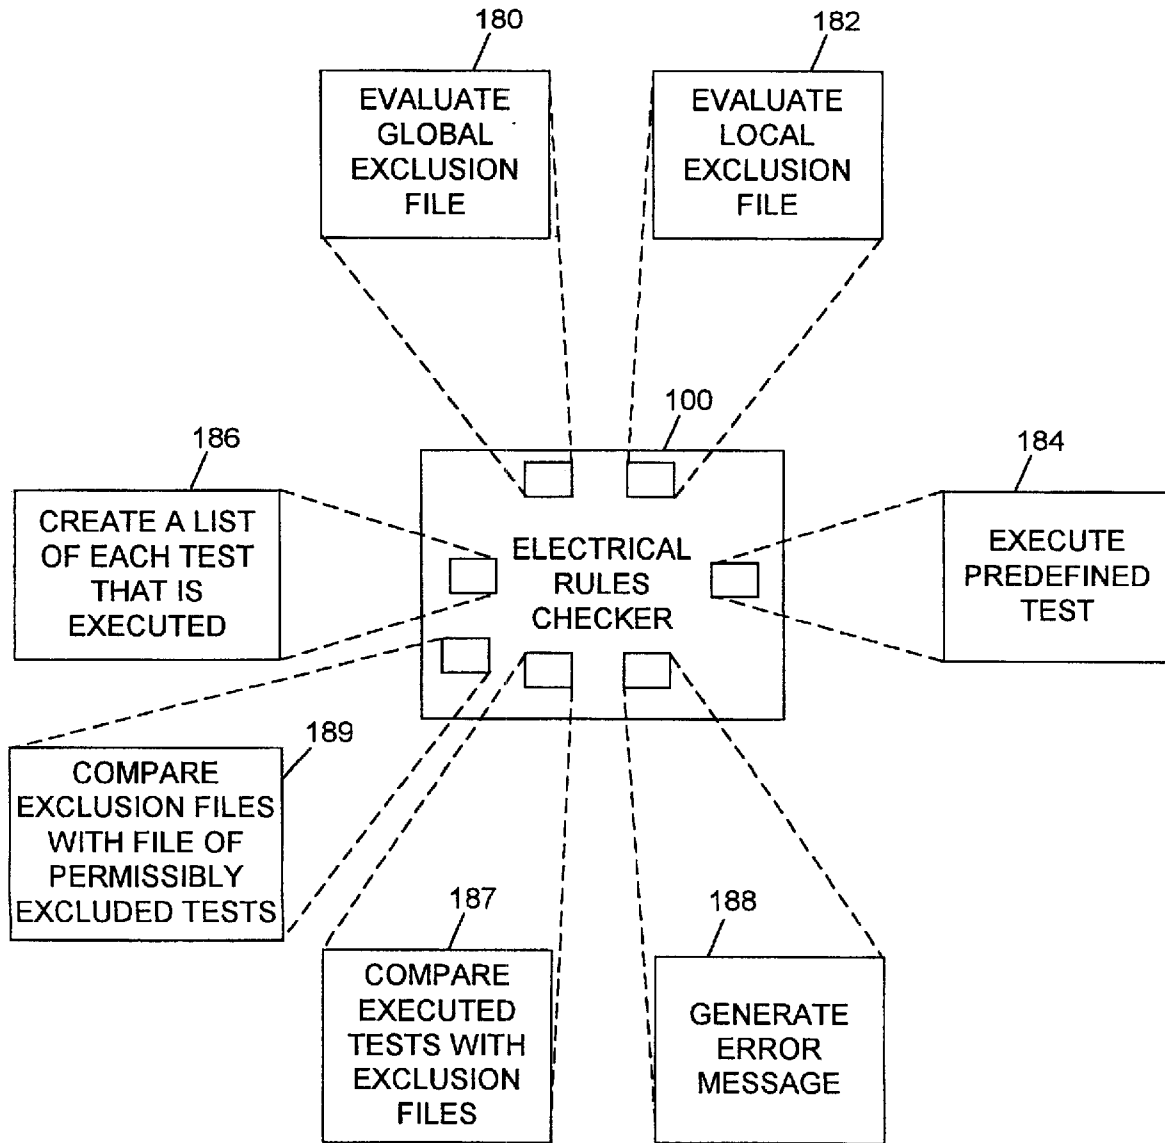 180
EVALUATE
GLOBAL
EXCLUSION
FILE
182
EVALUATE
LOCAL
EXCLUSION
FILE
100
ELECTRICAL
RULES
CHECKER
186
CREATE A LIST
OF EACH TEST
THAT IS
EXECUTED
184
EXECUTE
PREDEFINED
TEST
189
COMPARE
EXCLUSION FILES
WITH FILE OF
PERMISSIBLY
EXCLUDED TESTS
187
COMPARE
EXECUTED
TESTS WITH
EXCLUSION
FILES
188
GENERATE
ERROR
MESSAGE